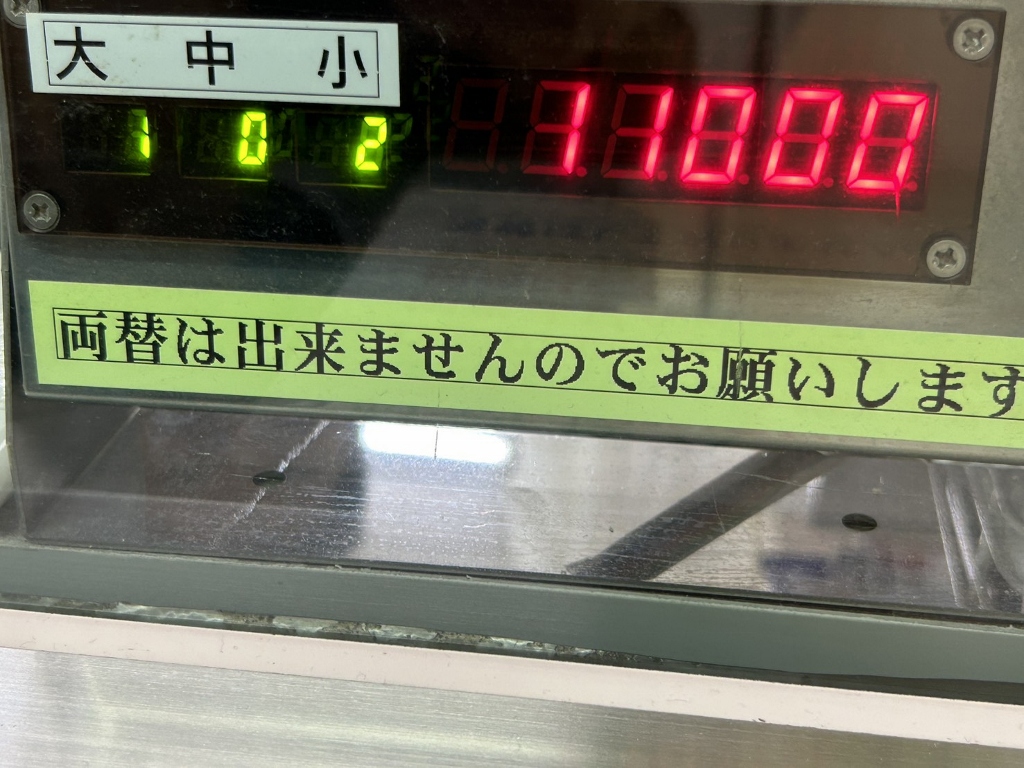 大 中 小
1 0 2 11000
両替は出来ませんのでお願いします